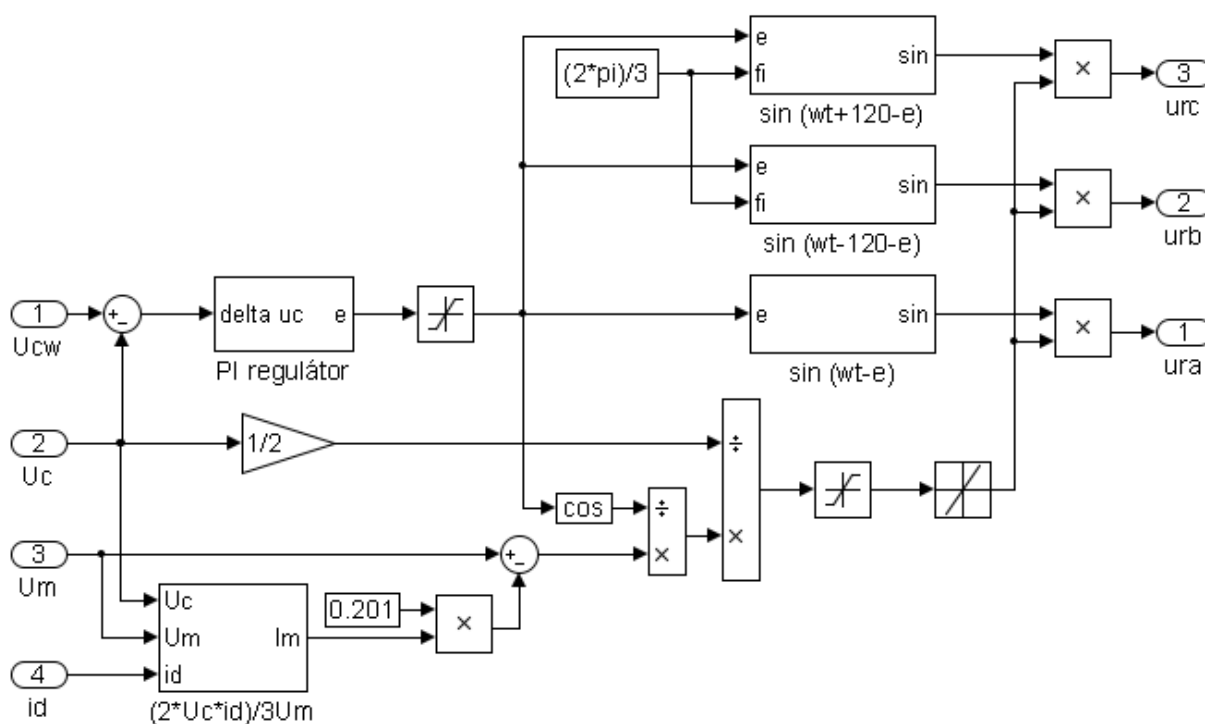 e
fi
sin
sin (wt+120-e)
(2*pi)/3
×
3
urc
e
fi
sin
sin (wt-120-e)
×
2
urb
1
Ucw
+
-
delta uc
e
PI regulátor
e
sin
sin (wt-e)
×
1
ura
2
Uc
1/2
÷
×
cos
÷
×
3
Um
+
-
Uc
Um
id
Im
(2*Uc*id)/3Um
0.201
×
4
id